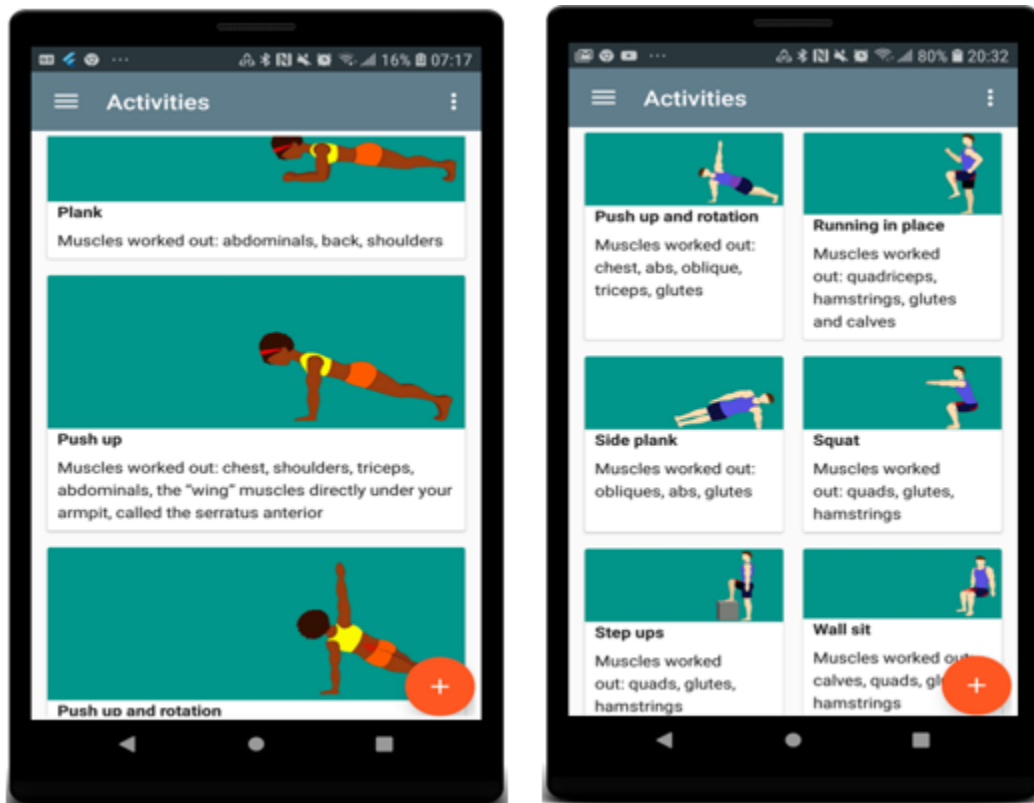 16% 07:17
Activities
Plank
Muscles worked out: abdominals, back, shoulders
Push up
Muscles worked out: chest, shoulders, triceps,
abdominals, the “wing” muscles directly under your
armpit, called the serratus anterior
Push up and rotation
+
80% 20:32
Activities
Push up and rotation
Muscles worked out:
chest, abs, oblique,
triceps, glutes
Running in place
Muscles worked
out: quadriceps,
hamstrings, glutes
and calves
Side plank
Muscles worked out:
obliques, abs, glutes
Squat
Muscles worked
out: quads, glutes,
hamstrings
Step ups
Muscles worked
out: quads, glutes,
hamstrings
Wall sit
Muscles worked out:
calves, quads,
hamstrings
+